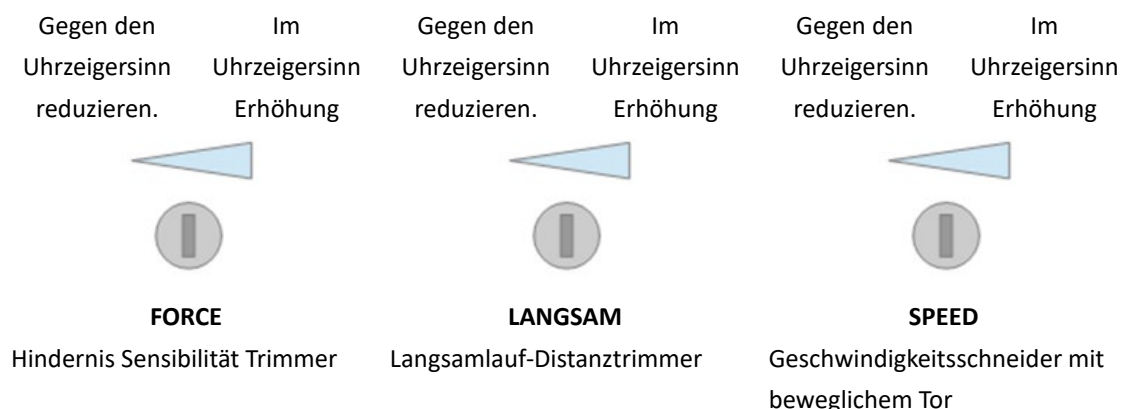 Gegen den
Uhrzeigersinn
reduzieren.
Im
Uhrzeigersinn
Erhöhung
Gegen den
Uhrzeigersinn
reduzieren.
Im
Uhrzeigersinn
Erhöhung
Gegen den
Uhrzeigersinn
reduzieren.
Im
Uhrzeigersinn
Erhöhung
FORCE
Hindernis Sensibilität Trimmer
LANGSAM
Langsamlauf-Distanztrimmer
SPEED
Geschwindigkeitsschneider mit
beweglichem Tor